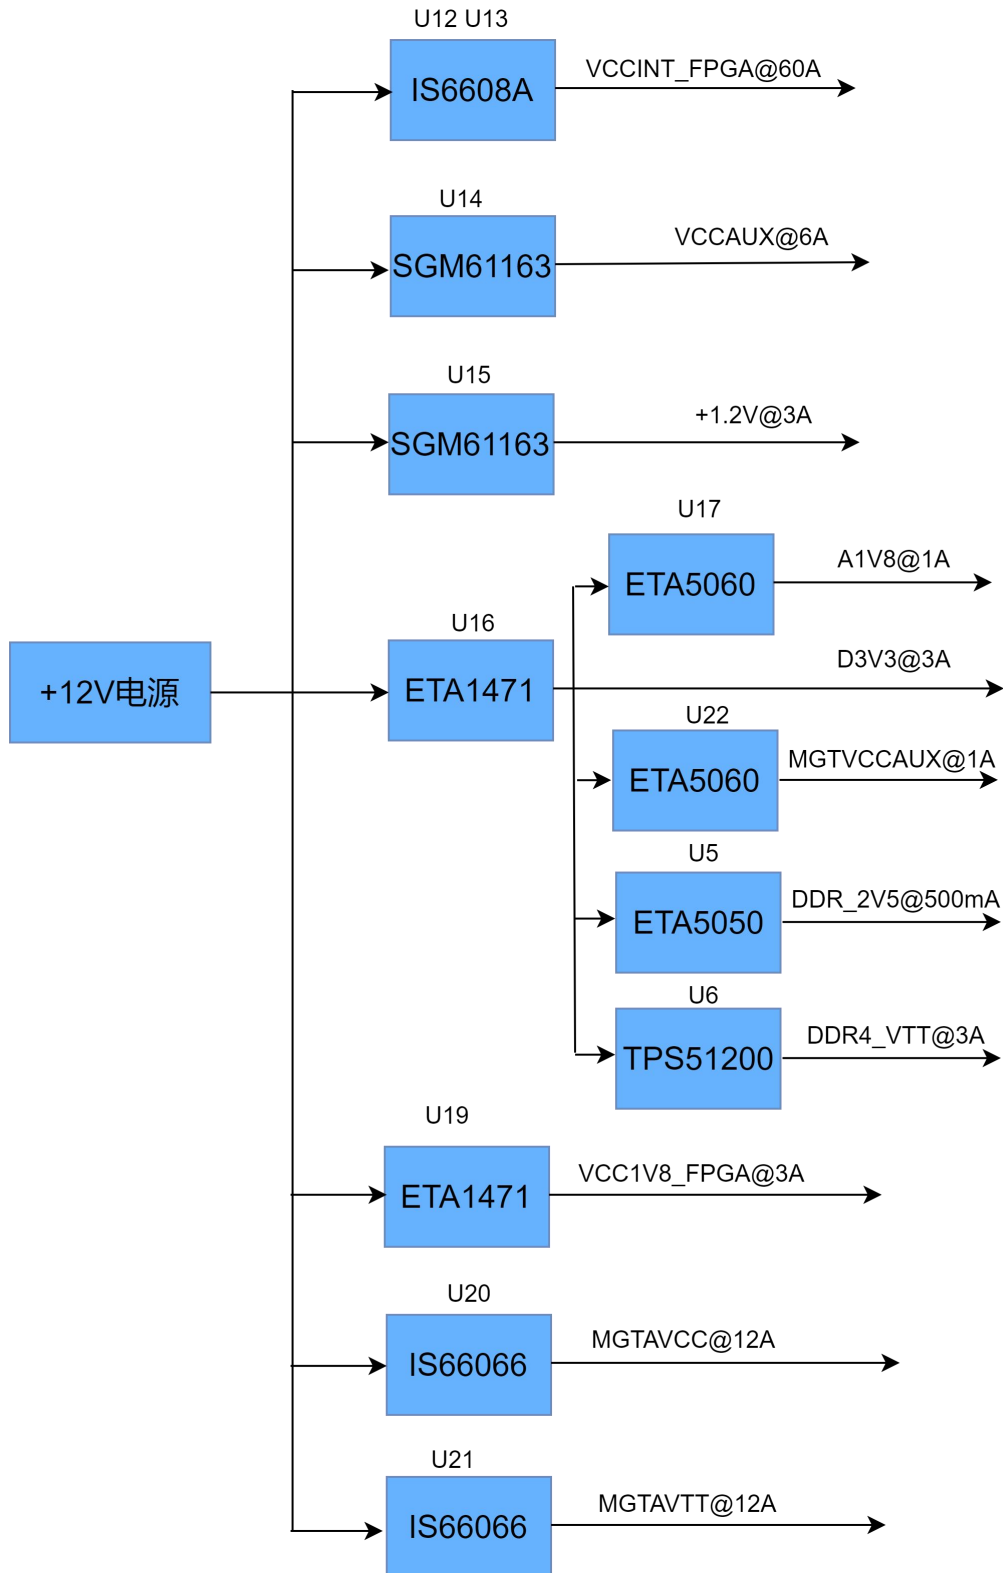 U12 U13
IS6608A
VCCINT_FPGA@60A
U14
SGM61163
VCCAUX@6A
U15
SGM61163
+1.2V@3A
U17
ETA5060
A1V8@1A
U16
+12V电源
ETA1471
D3V3@3A
U22
ETA5060
MGTVCCAUX@1A
U5
ETA5050
DDR_2V5@500mA
U6
TPS51200
DDR4_VTT@3A
U19
ETA1471
VCC1V8_FPGA@3A
U20
IS66066
MGTAVCC@12A
U21
IS66066
MGTAVTT@12A